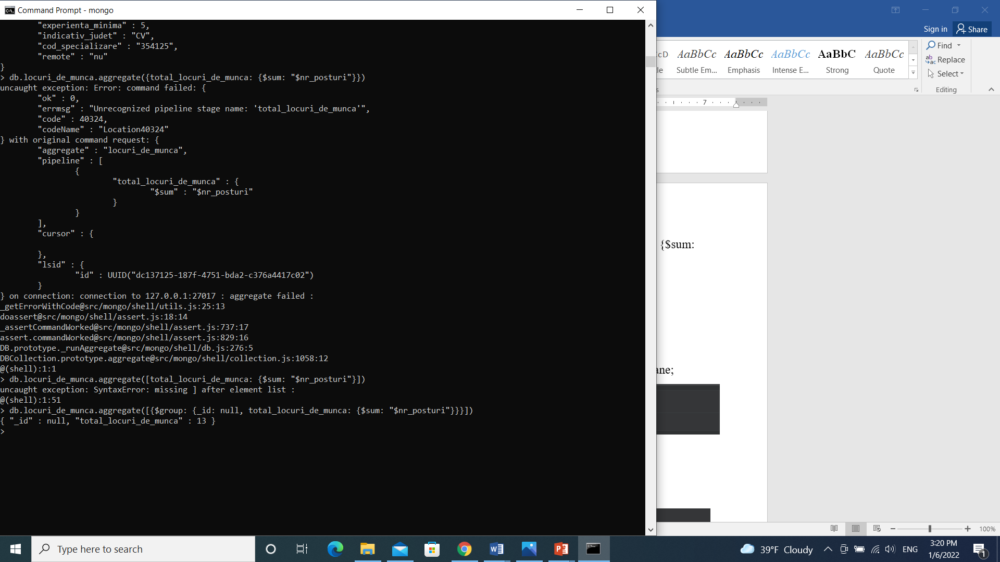 Command Prompt - mongo
"experienta_minima" : 5,
"indicativ_judet" : "CV",
"cod_specializare" : "354125",
"remote" : "nu"
}
> db.locuri_de_munca.aggregate({total_locuri_de_munca: {$sum: "$nr_posturi"}})
uncaught exception: Error: command failed: {
"ok" : 0,
"errmsg" : "Unrecognized pipeline stage name: 'total_locuri_de_munca'",
"code" : 40324,
"codeName" : "Location40324"
} with original command request: {
"aggregate" : "locuri_de_munca",
"pipeline" : [
{
"total_locuri_de_munca" : {
"$sum" : "$nr_posturi"
}
}
],
"cursor" : {
},
"lsid" : {
"id" : UUID("dc137125-187f-4751-bda2-c376a4417c02")
}
} on connection: connection to 127.0.0.1:27017 : aggregate failed :
_getErrorWithCode@src/mongo/shell/utils.js:25:13
doassert@src/mongo/shell/assert.js:18:14
_assertCommandWorked@src/mongo/shell/assert.js:737:17
assert.commandWorked@src/mongo/shell/assert.js:829:16
DB.prototype._runAggregate@src/mongo/shell/db.js:276:5
DBCollection.prototype.aggregate@src/mongo/shell/collection.js:1058:12
@(shell):1:1
> db.locuri_de_munca.aggregate([total_locuri_de_munca: {$sum: "$nr_posturi"}])
uncaught exception: SyntaxError: missing ] after element list :
@(shell):1:51
> db.locuri_de_munca.aggregate([{$group: {_id: null, total_locuri_de_munca: {$sum: "$nr_posturi"}}}])
{ "_id" : null, "total_locuri_de_munca" : 13 }
>
Sign in Share
CcD AaBbCc AaBbCc AaBbCc AaBbC AaBbCc
le Subtle Em... Emphasis Intense E... Strong Quote
Find
Replace
Select
Editing
s
7
{$sum:
ane;
100%
Type here to search
39°F Cloudy
ENG
3:20 PM
1/6/2022
1